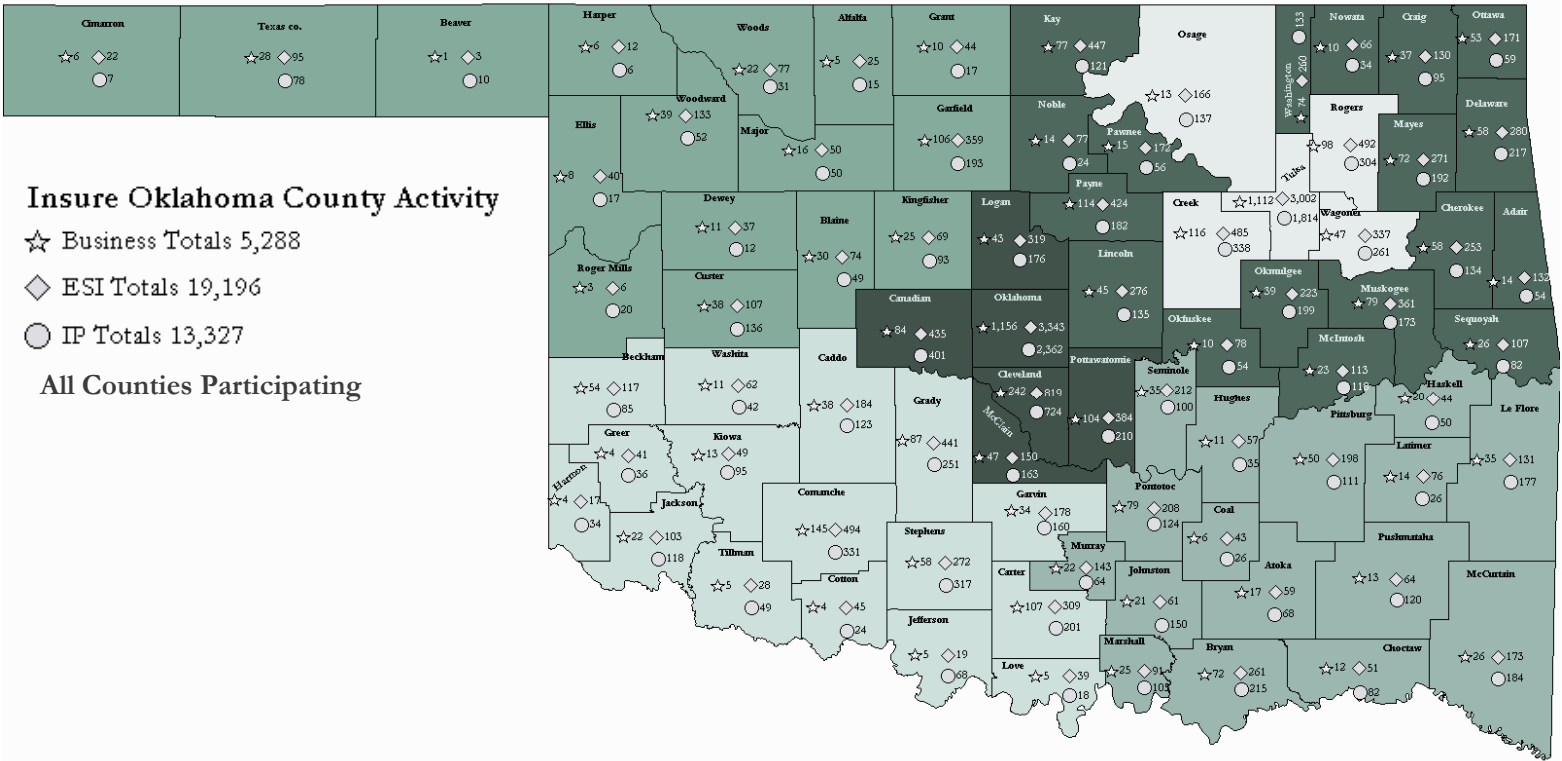 Insure Oklahoma County Activity
Business Totals 5,288
ESI Totals 19,196
IP Totals 13,327
All Counties Participating
Cimarron
6 22
7
Texas co.
28 95
78
Beaver
1 3
10
Harper
6 12
6
Woods
22 77
31
Alfalfa
5 25
15
Grant
10 44
17
Kay
77 447
121
Osage
13 166
137
Washington
74 260 133
Nowata
10 66
34
Craig
37 130
95
Ottawa
53 171
59
Ellis
8 40
17
Woodward
39 133
52
Major
16 50
50
Garfield
106 359
193
Noble
14 77
24
Pawnee
15 172
56
Rogers
98 492
304
Mayes
72 271
192
Delaware
58 280
217
Dewey
11 37
12
Blaine
30 74
49
Kingfisher
25 69
93
Logan
43 319
176
Payne
114 424
182
Creek
116 485
338
Tulsa
1,112 3,002
1,814
Wagoner
47 337
261
Cherokee
58 253
134
Adair
14 132
54
Roger Mills
3 6
20
Custer
38 107
136
Canadian
84 435
401
Oklahoma
1,156 3,343
2,362
Lincoln
45 276
135
Okfuskee
10 78
54
Okmulgee
39 223
199
Muskogee
79 361
173
McIntosh
23 113
118
Sequoyah
26 107
82
Beckham
54 117
85
Washita
11 62
42
Caddo
38 184
123
Grady
87 441
251
Cleveland
242 819
724
McClain
47 150
163
Pottawatomie
104 384
210
Seminole
35 212
100
Hughes
11 57
35
Pittsburg
50 198
111
Haskell
20 44
50
Latimer
14 76
26
Le Flore
35 131
177
Greer
4 41
36
Kiowa
13 49
95
Harmon
4 17
34
Jackson
22 103
118
Tillman
5 28
49
Comanche
145 494
331
Cotton
4 45
24
Stephens
58 272
317
Jefferson
5 19
68
Garvin
34 178
160
Murray
22 143
64
Carter
107 309
201
Love
5 39
18
Pontotoc
79 208
124
Coal
6 43
26
Johnston
21 61
150
Marshall
25 91
105
Atoka
17 59
68
Bryan
72 261
215
Pushmataha
13 64
120
Choctaw
12 51
82
McCurtain
26 173
184